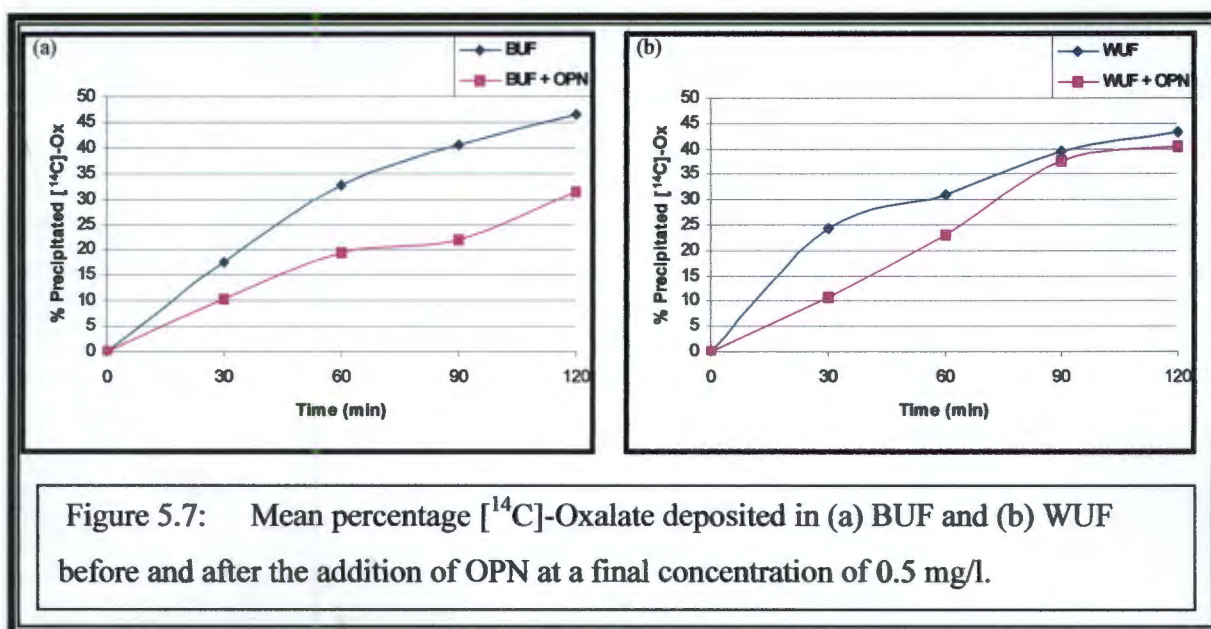 (a)
BUF
BUF + OPN
50
45
40
35
30
25
20
15
10
5
0
% Precipitated [¹⁴C]-Ox
0 30 60 90 120
Time (min)
(b)
WUF
WUF + OPN
50
45
40
35
30
25
20
15
10
5
0
% Precipitated [¹⁴C]-Ox
0 30 60 90 120
Time (min)
Figure 5.7: Mean percentage [¹⁴C]-Oxalate deposited in (a) BUF and (b) WUF
before and after the addition of OPN at a final concentration of 0.5 mg/l.